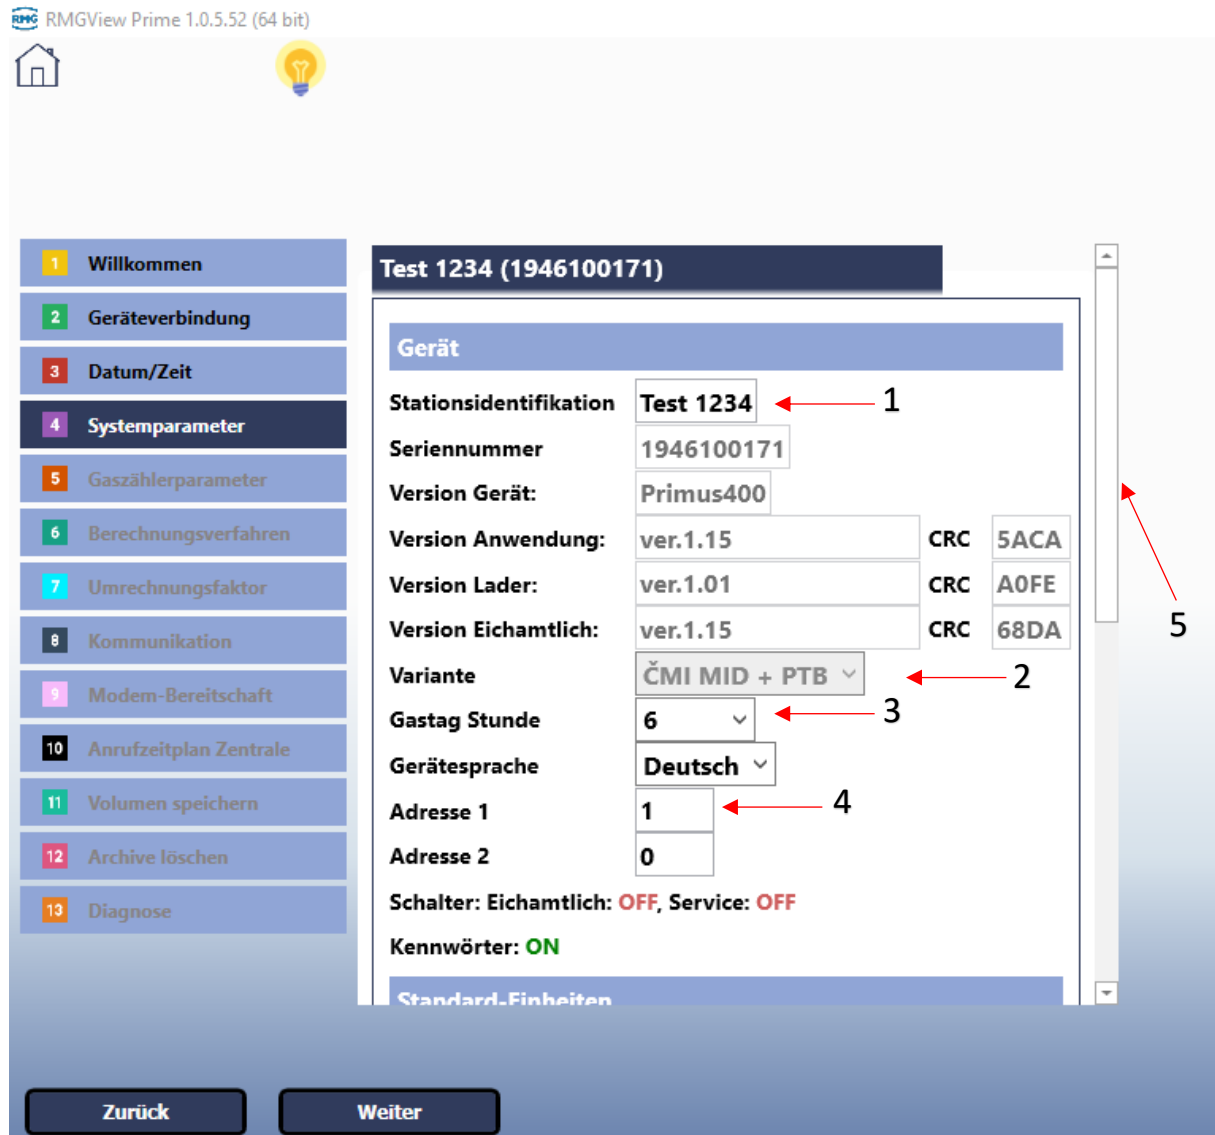 RMG RMGView Prime 1.0.5.52 (64 bit)
1 Willkommen
2 Geräteverbindung
3 Datum/Zeit
4 Systemparameter
5 Gaszählerparameter
6 Berechnungsverfahren
7 Umrechnungsfaktor
8 Kommunikation
9 Modem-Bereitschaft
10 Anrufzeitplan Zentrale
11 Volumen speichern
12 Archive löschen
13 Diagnose
Test 1234 (1946100171)
Gerät
Stationsidentifikation Test 1234 1
Seriennummer 1946100171
Version Gerät: Primus400
Version Anwendung: ver.1.15 CRC 5ACA
Version Lader: ver.1.01 CRC A0FE
Version Eichamtlich: ver.1.15 CRC 68DA
5
Variante ČMI MID + PTB 2
Gastag Stunde 6 3
Gerätesprache Deutsch
Adresse 1 1 4
Adresse 2 0
Schalter: Eichamtlich: OFF, Service: OFF
Kennwörter: ON
Standard-Einheiten
Zurück Weiter